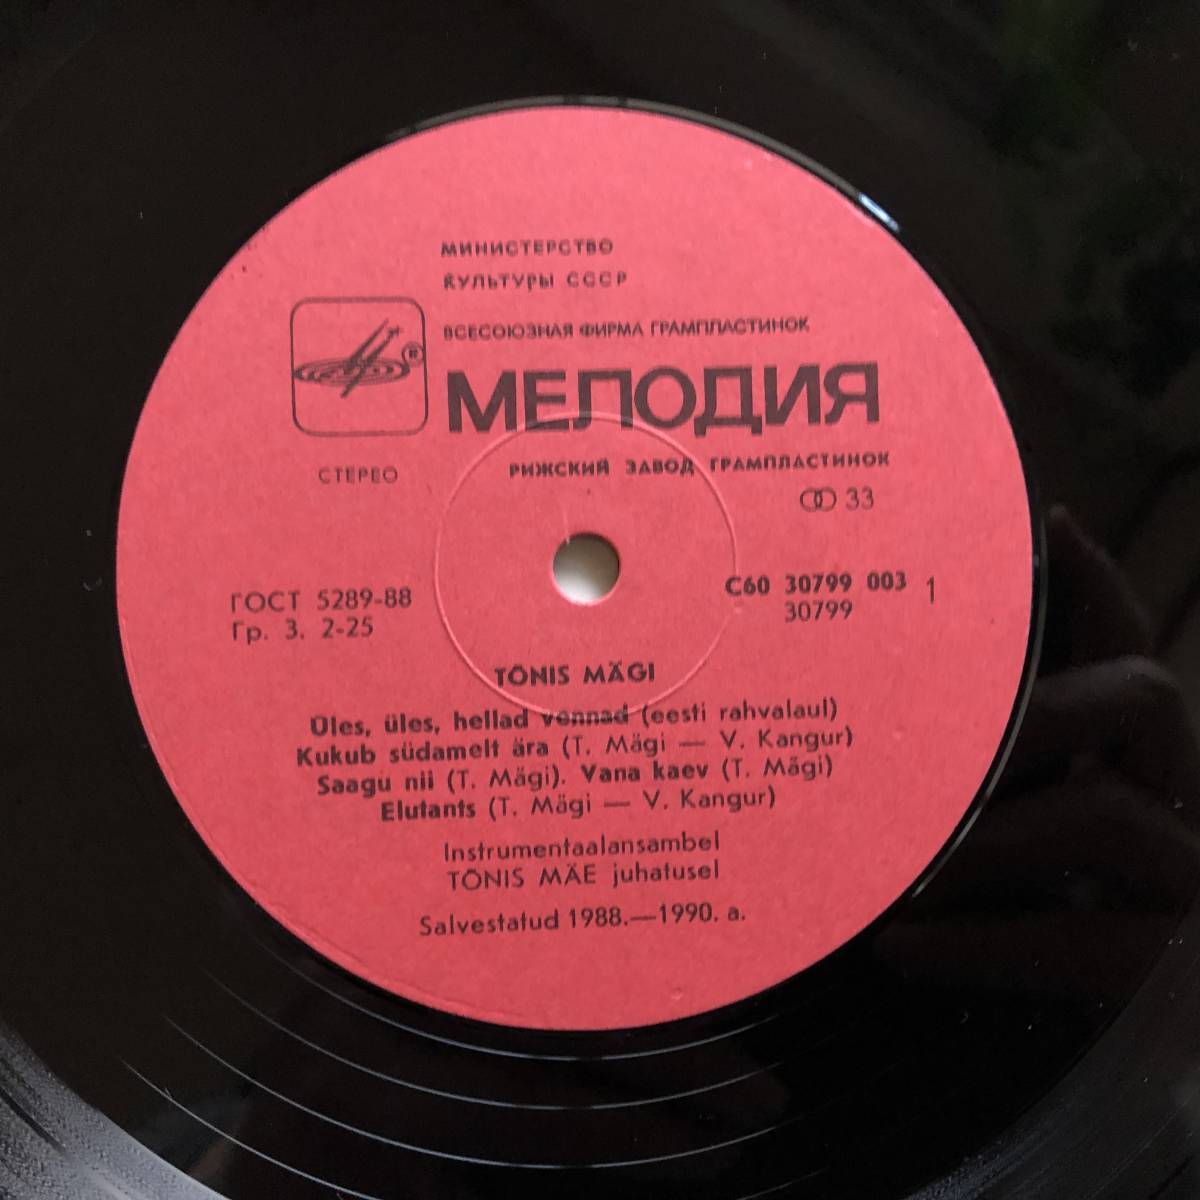 МИНИСТЕРСТВО
КУЛЬТУРЫ СССР
ВСЕСОЮЗНАЯ ФИРМА ГРАМПЛАСТИНОК
®
МЕЛОДИЯ
СТЕРЕО
РИЖСКИЙ ЗАВОД ГРАМПЛАСТИНОК
33
ГОСТ 5289-88
Гр. 3. 2-25
С60 30799 003
30799
1
TÕNIS MÄGI
Üles, üles, hellad vennad (eesti rahvalaul)
Kukub südamelt ära (T. Mägi — V. Kangur)
Saagu nii (T. Mägi). Vana kaev (T. Mägi)
Elutants (T. Mägi — V. Kangur)
Instrumentaalansambel
TÕNIS MÄE juhatusel
Salvestatud 1988.—1990. a.